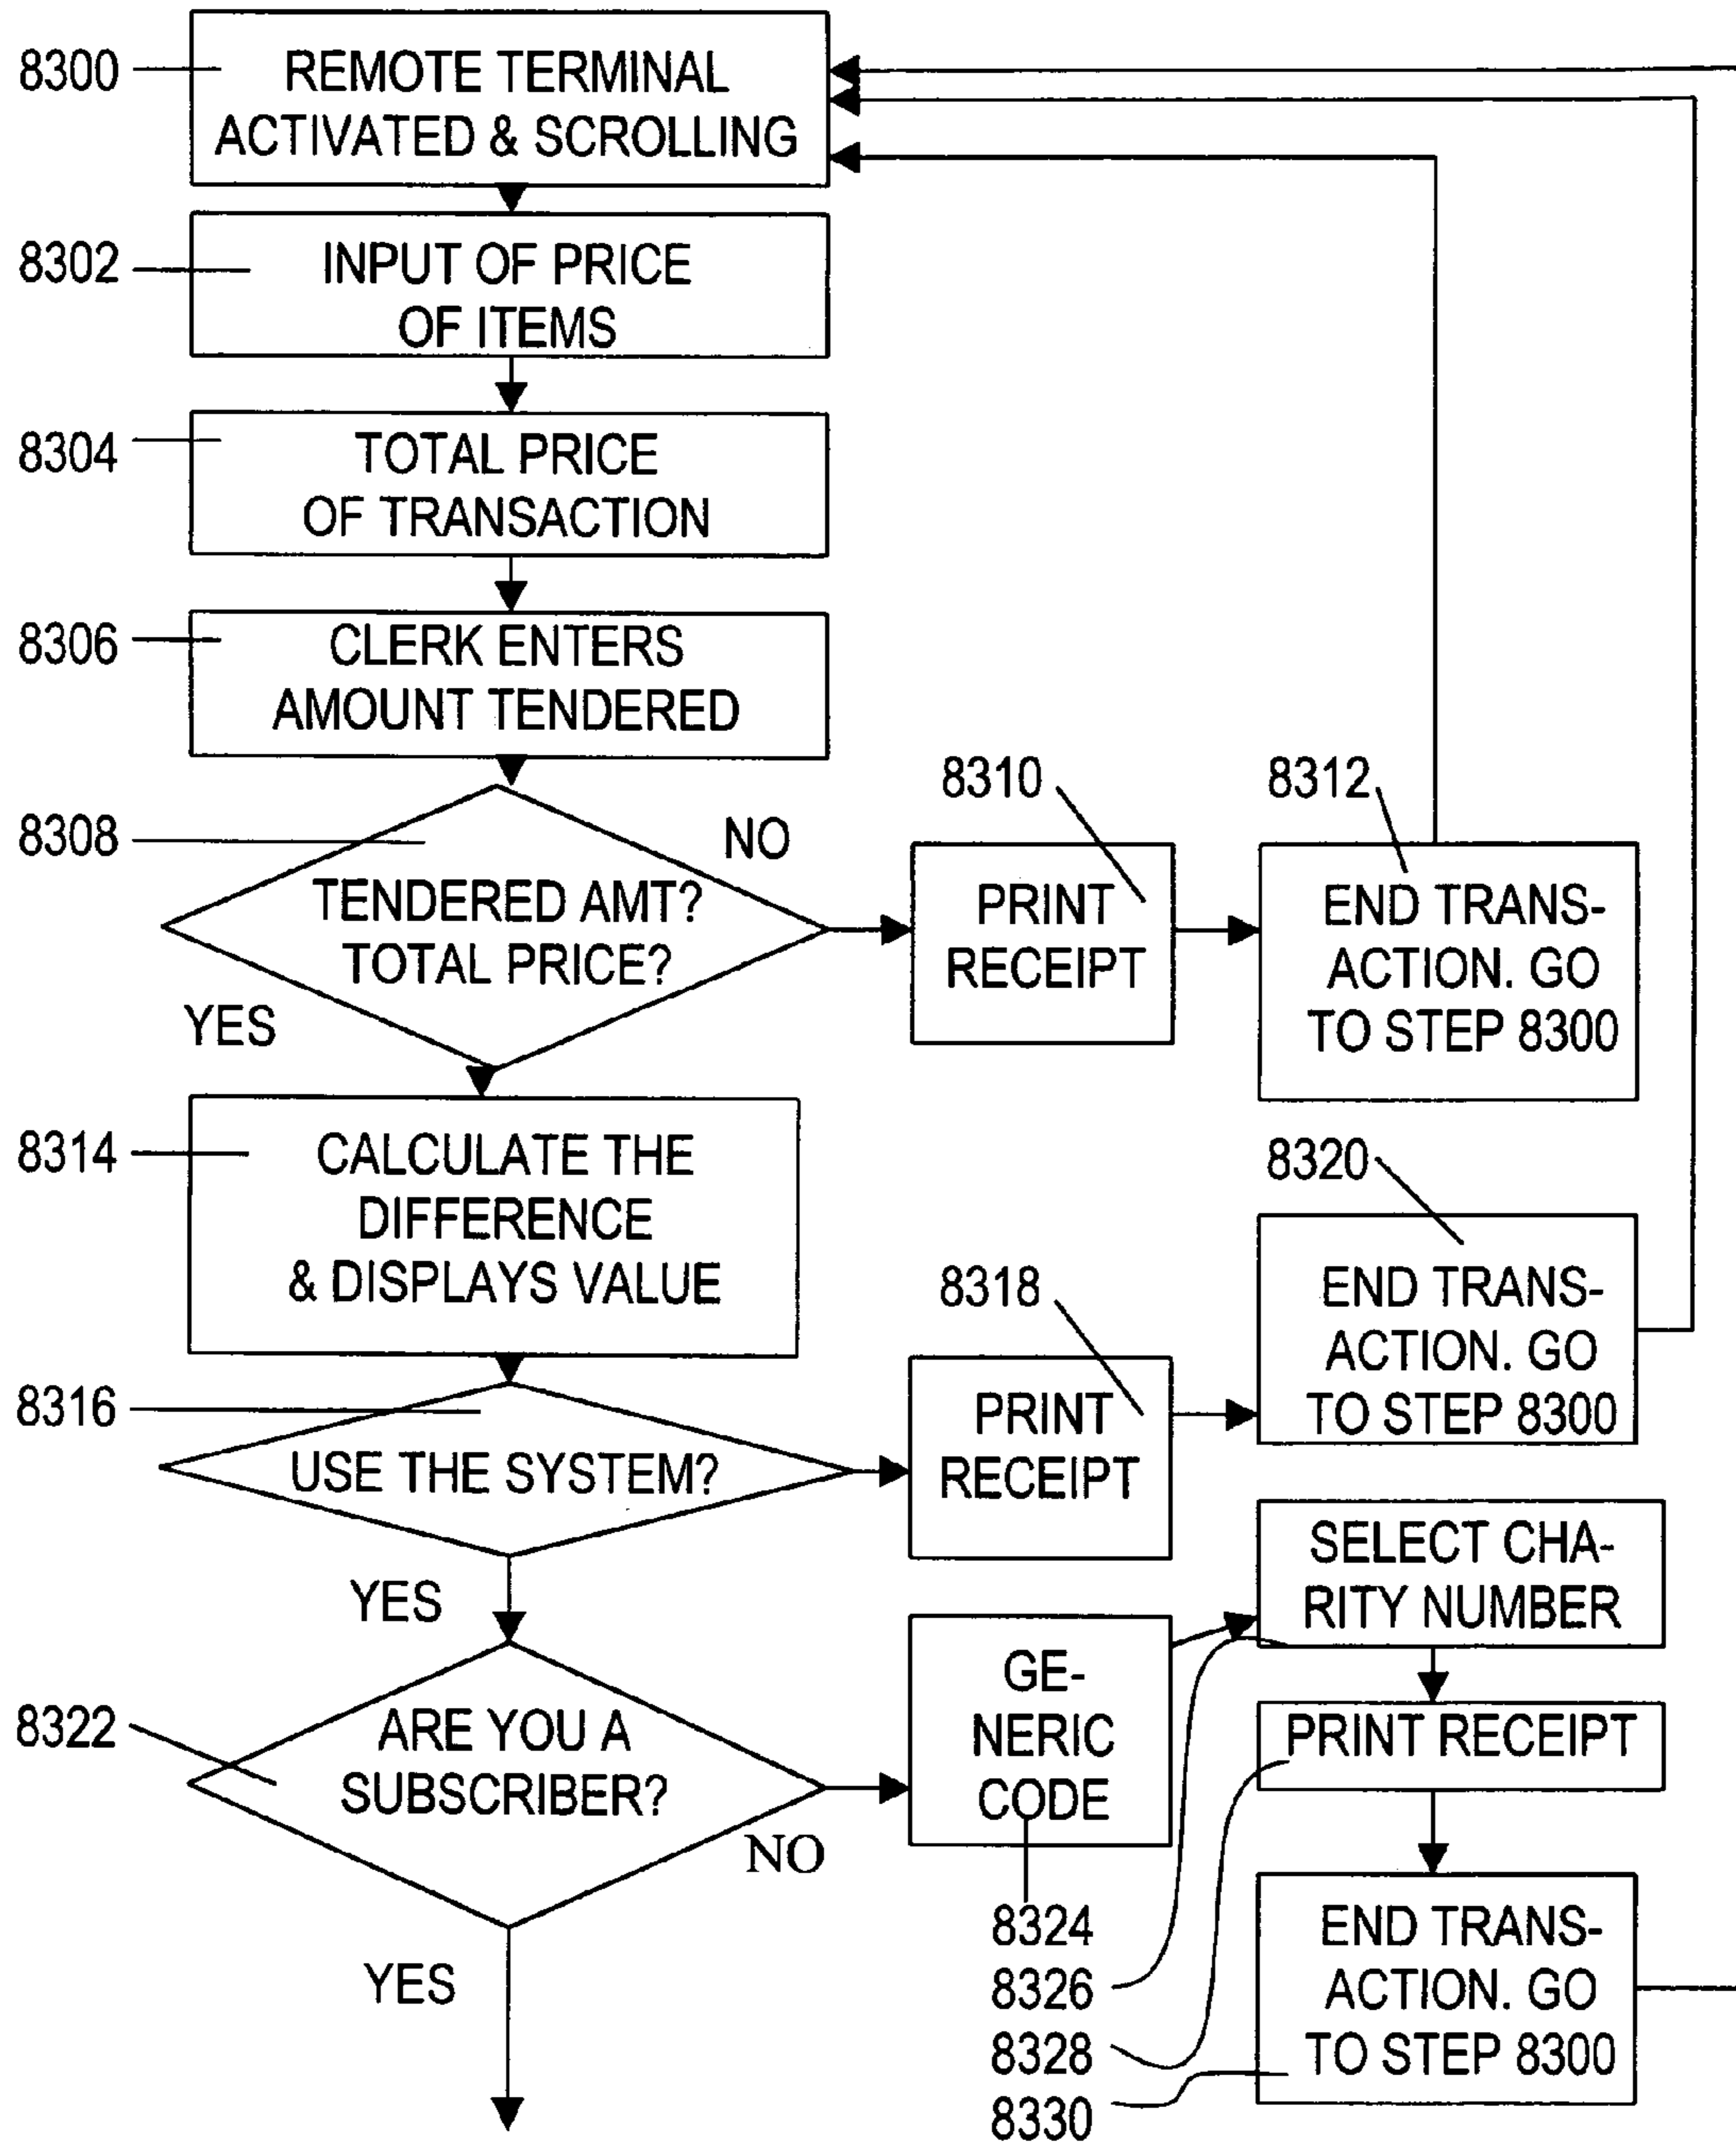 8300
REMOTE TERMINAL
ACTIVATED & SCROLLING
8302
INPUT OF PRICE
OF ITEMS
8304
TOTAL PRICE
OF TRANSACTION
8306
CLERK ENTERS
AMOUNT TENDERED
8308
TENDERED AMT?
TOTAL PRICE?
NO
YES
8310
PRINT
RECEIPT
8312
END TRANS-
ACTION. GO
TO STEP 8300
8314
CALCULATE THE
DIFFERENCE
& DISPLAYS VALUE
8316
USE THE SYSTEM?
YES
8318
PRINT
RECEIPT
8320
END TRANS-
ACTION. GO
TO STEP 8300
8322
ARE YOU A
SUBSCRIBER?
NO
YES
GE-
NERIC
CODE
8324
SELECT CHA-
RITY NUMBER
8326
PRINT RECEIPT
8328
END TRANS-
ACTION. GO
TO STEP 8300
8330